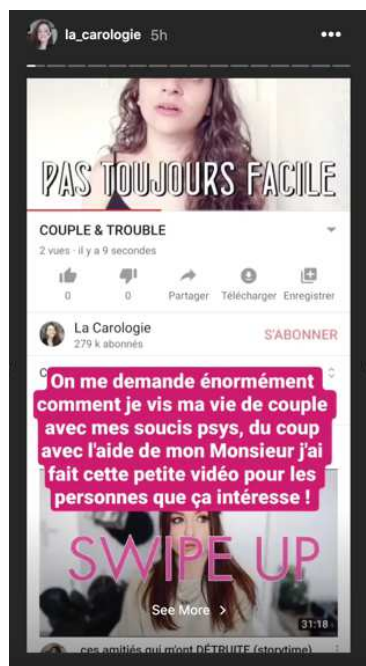 la_carologie 5h
PAS TOUJOURS FACILE
COUPLE & TROUBLE
2 vues · il y a 9 secondes
0 0 Partager Télécharger Enregistrer
La Carologie
279 k abonnés
S'ABONNER
On me demande énormément
comment je vis ma vie de couple
avec mes soucis psys, du coup
avec l'aide de mon Monsieur j'ai
fait cette petite vidéo pour les
personnes que ça intéresse !
SWIPE UP
See More
31:18
ces amitiés qui m'ont DÉTRUITE (storytime)